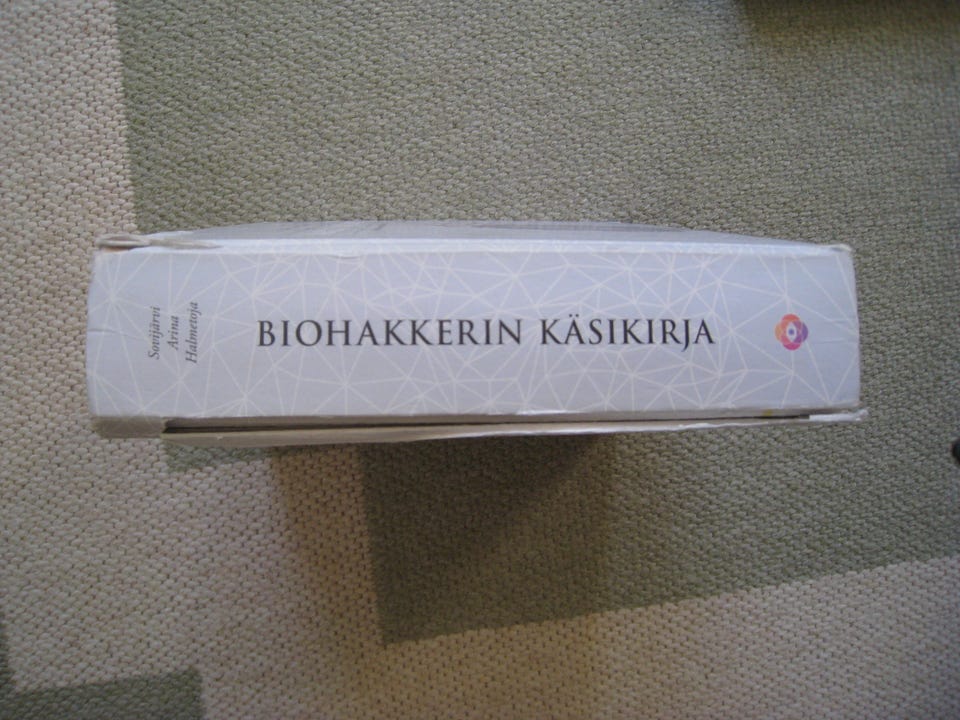 Sovijärvi
Arina
Halmetoja
BIOHAKKERIN KÄSIKIRJA